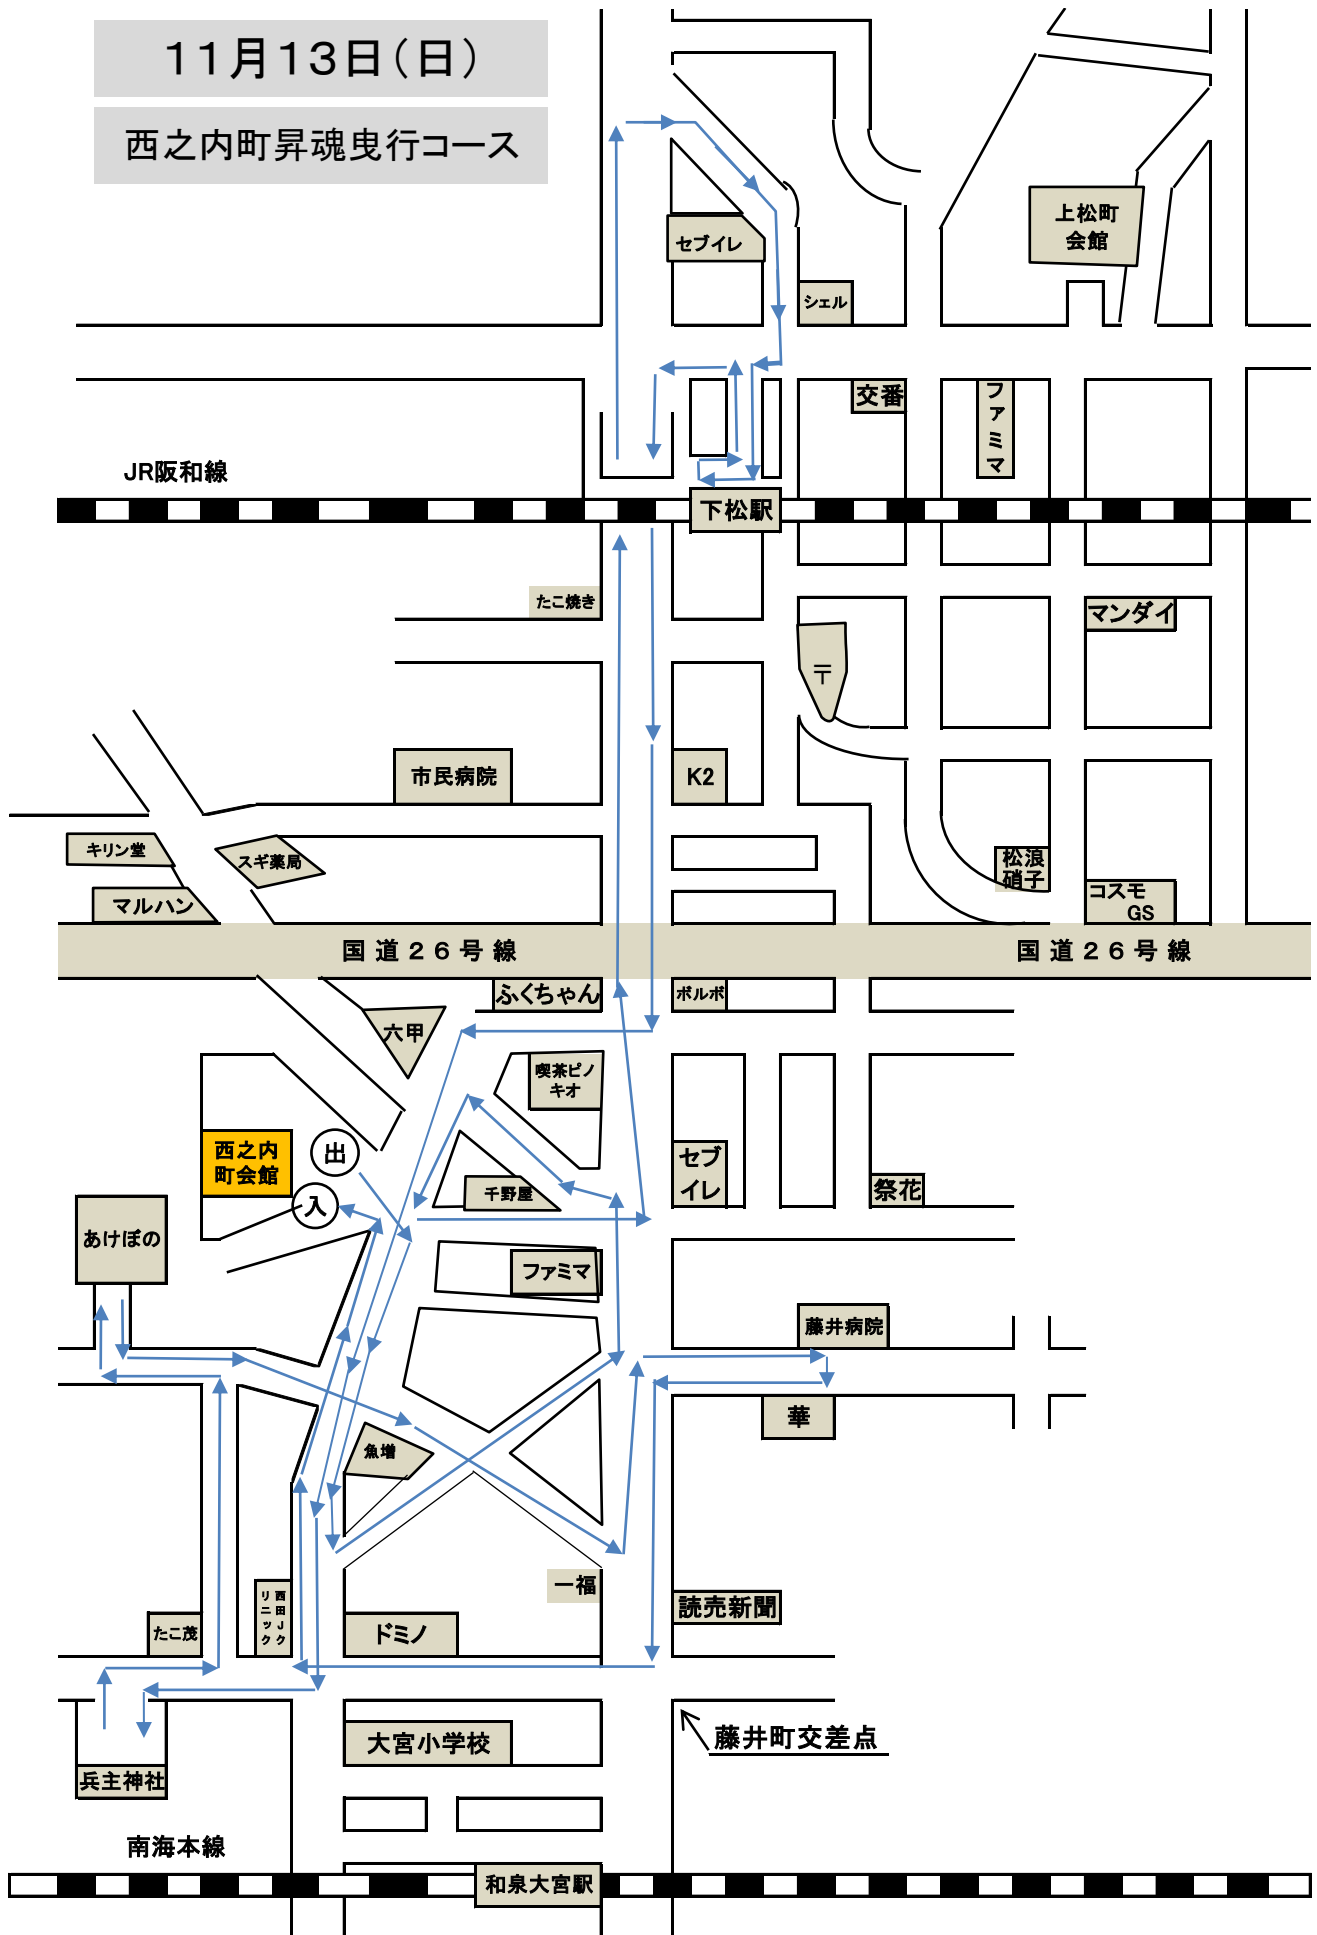 11月13日(日)
西之内町昇魂曳行コース
上松町
会館
セブイレ
シェル
交番
ファミマ
JR阪和線
下松駅
たこ焼き
マンダイ
〒
市民病院
K2
キリン堂
スギ薬局
松浪
硝子
マルハン
コスモ
GS
国道26号線
国道26号線
ふくちゃん
ボルボ
六甲
喫茶ピノ
キオ
西之内
町会館
出
セブ
イレ
千野屋
祭花
入
あけぼの
ファミマ
藤井病院
華
魚増
一福
西田Jク
リニック
読売新聞
たこ茂
ドミノ
藤井町交差点
大宮小学校
兵主神社
南海本線
和泉大宮駅